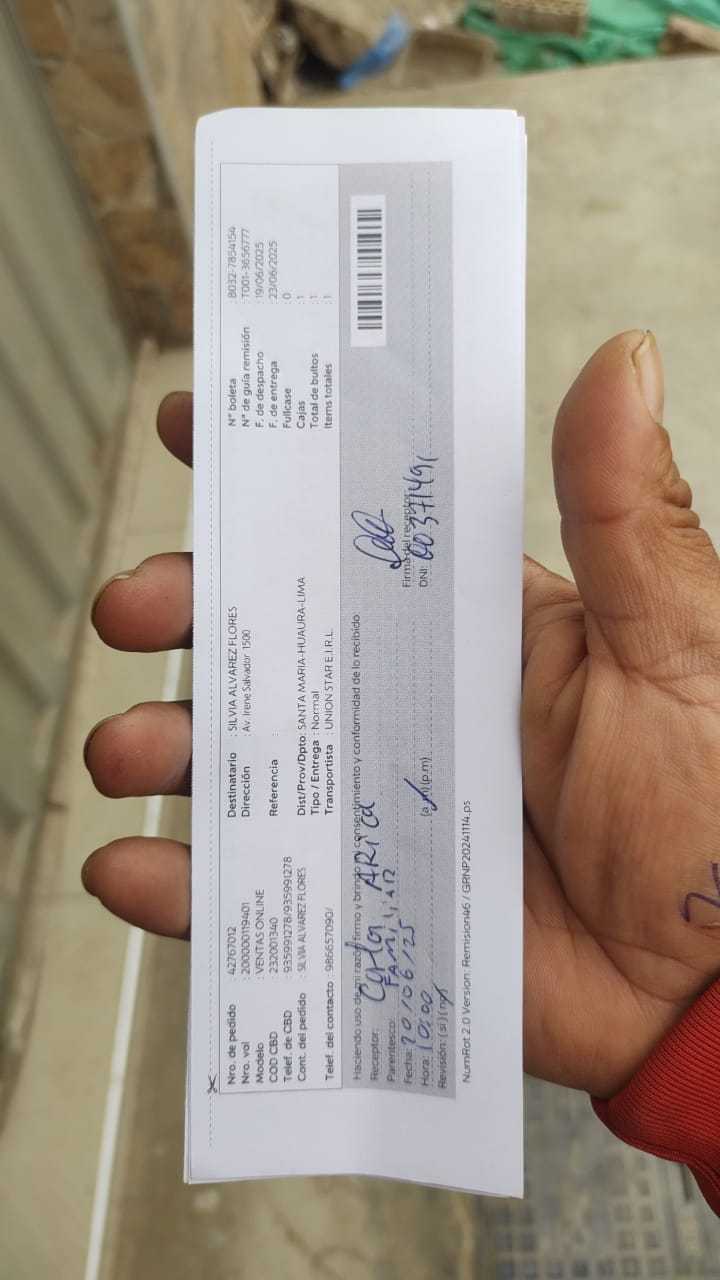 Nro. de pedido : 42767012
Nro. vol : 200000119401
Modelo : VENTAS ONLINE
COD CBD : 232001340
Telef. de CBD : 935991278/935991278
Cont. del pedido : SILVIA ALVAREZ FLORES
Telef. del contacto : 986657090/
Destinatario : SILVIA ALVAREZ FLORES
Dirección : Av. Irene Salvador 1500
Referencia :
Dist/Prov/Dpto: SANTA MARIA-HUAURA-LIMA
Tipo / Entrega : Normal
Transportista : UNION STAR E.I.R.L.
N° boleta : B032-7854154
N° de guía remisión : T001-3656777
F. de despacho : 19/06/2025
F. de entrega : 23/06/2025
Fullcase : 0
Cajas : 1
Total de bultos : 1
Items totales : 1
Haciendo uso de mi razón firmo y brindo mi consentimiento y conformidad de lo recibido:
Receptor: Carla ARica
Parentesco: FAMILIAR
Fecha: 20/06/25
Hora: 10:00 (a.m)(p.m)
Revisión: (si)(no)
Firma del receptor:
DNI: 00371491
NumRot 2.0 Version: Remision46 / GRNP20241114.ps